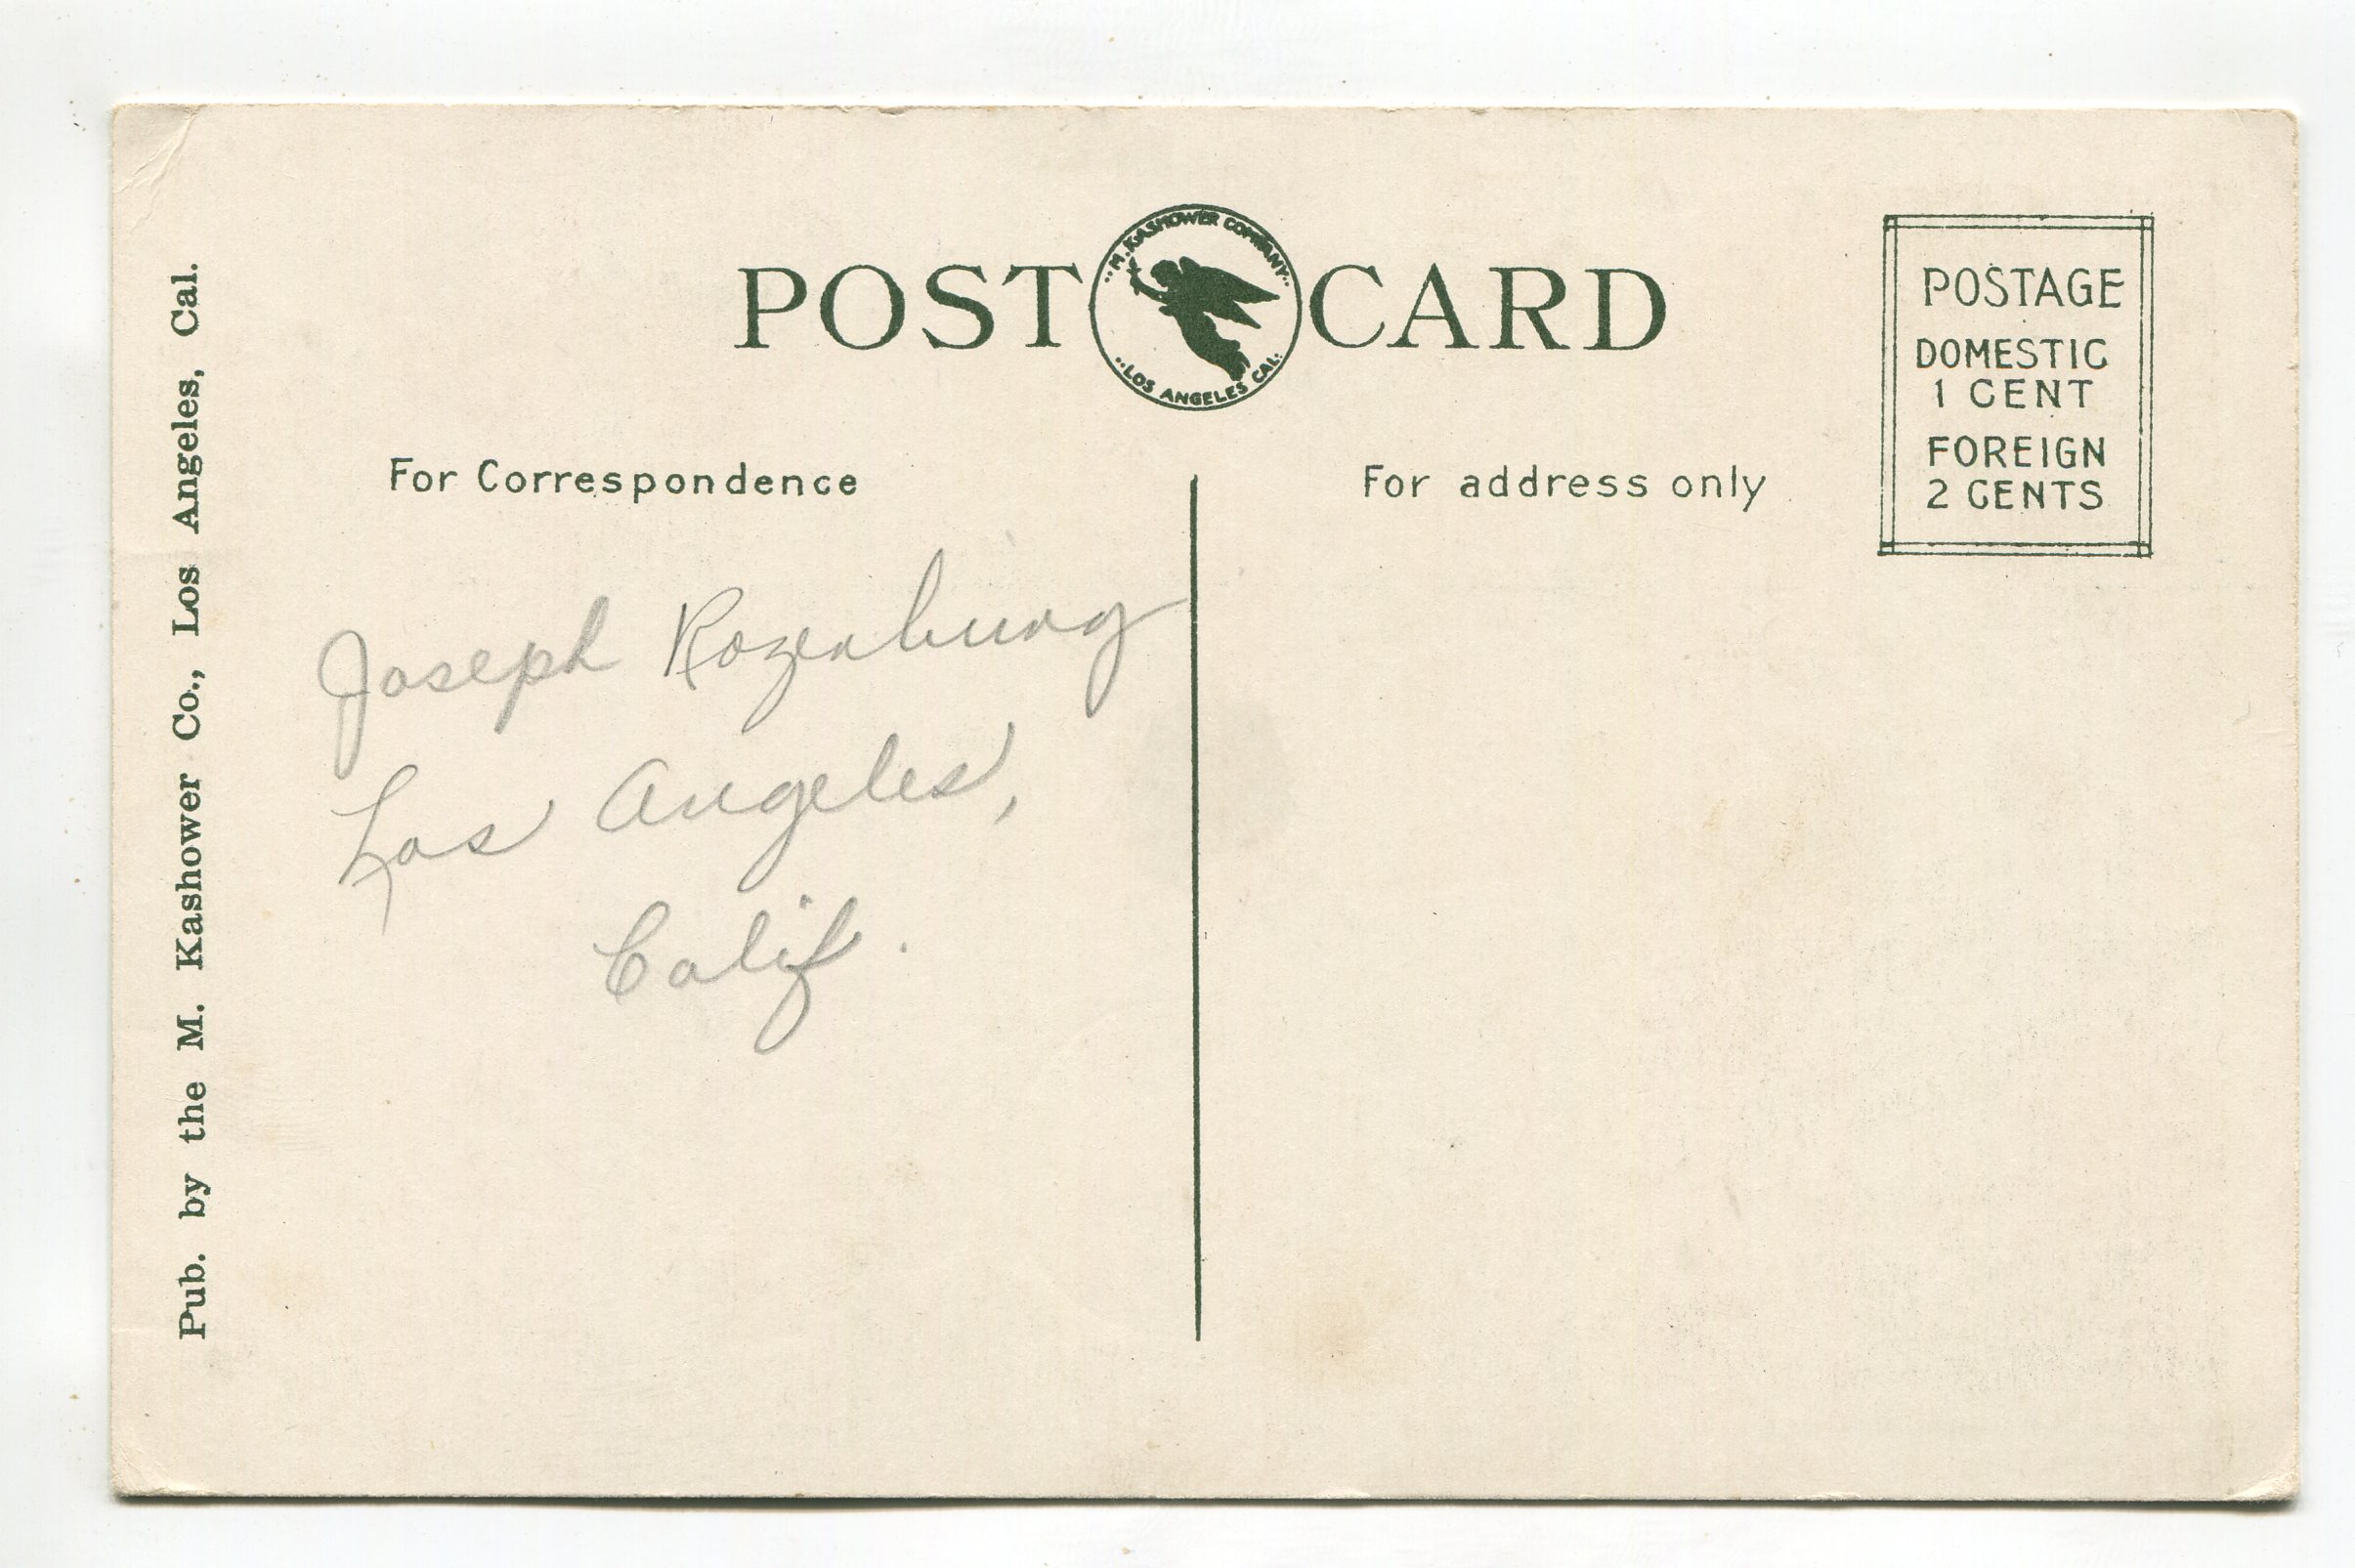 POST CARD
··M. KASHOWER COMPANY··
··LOS ANGELES CAL.
POSTAGE
DOMESTIC
1 CENT
FOREIGN
2 CENTS
For Correspondence
For address only
Joseph Rozenburg
Los Angeles,
Calif.
Pub. by the M. Kashower Co., Los Angeles, Cal.